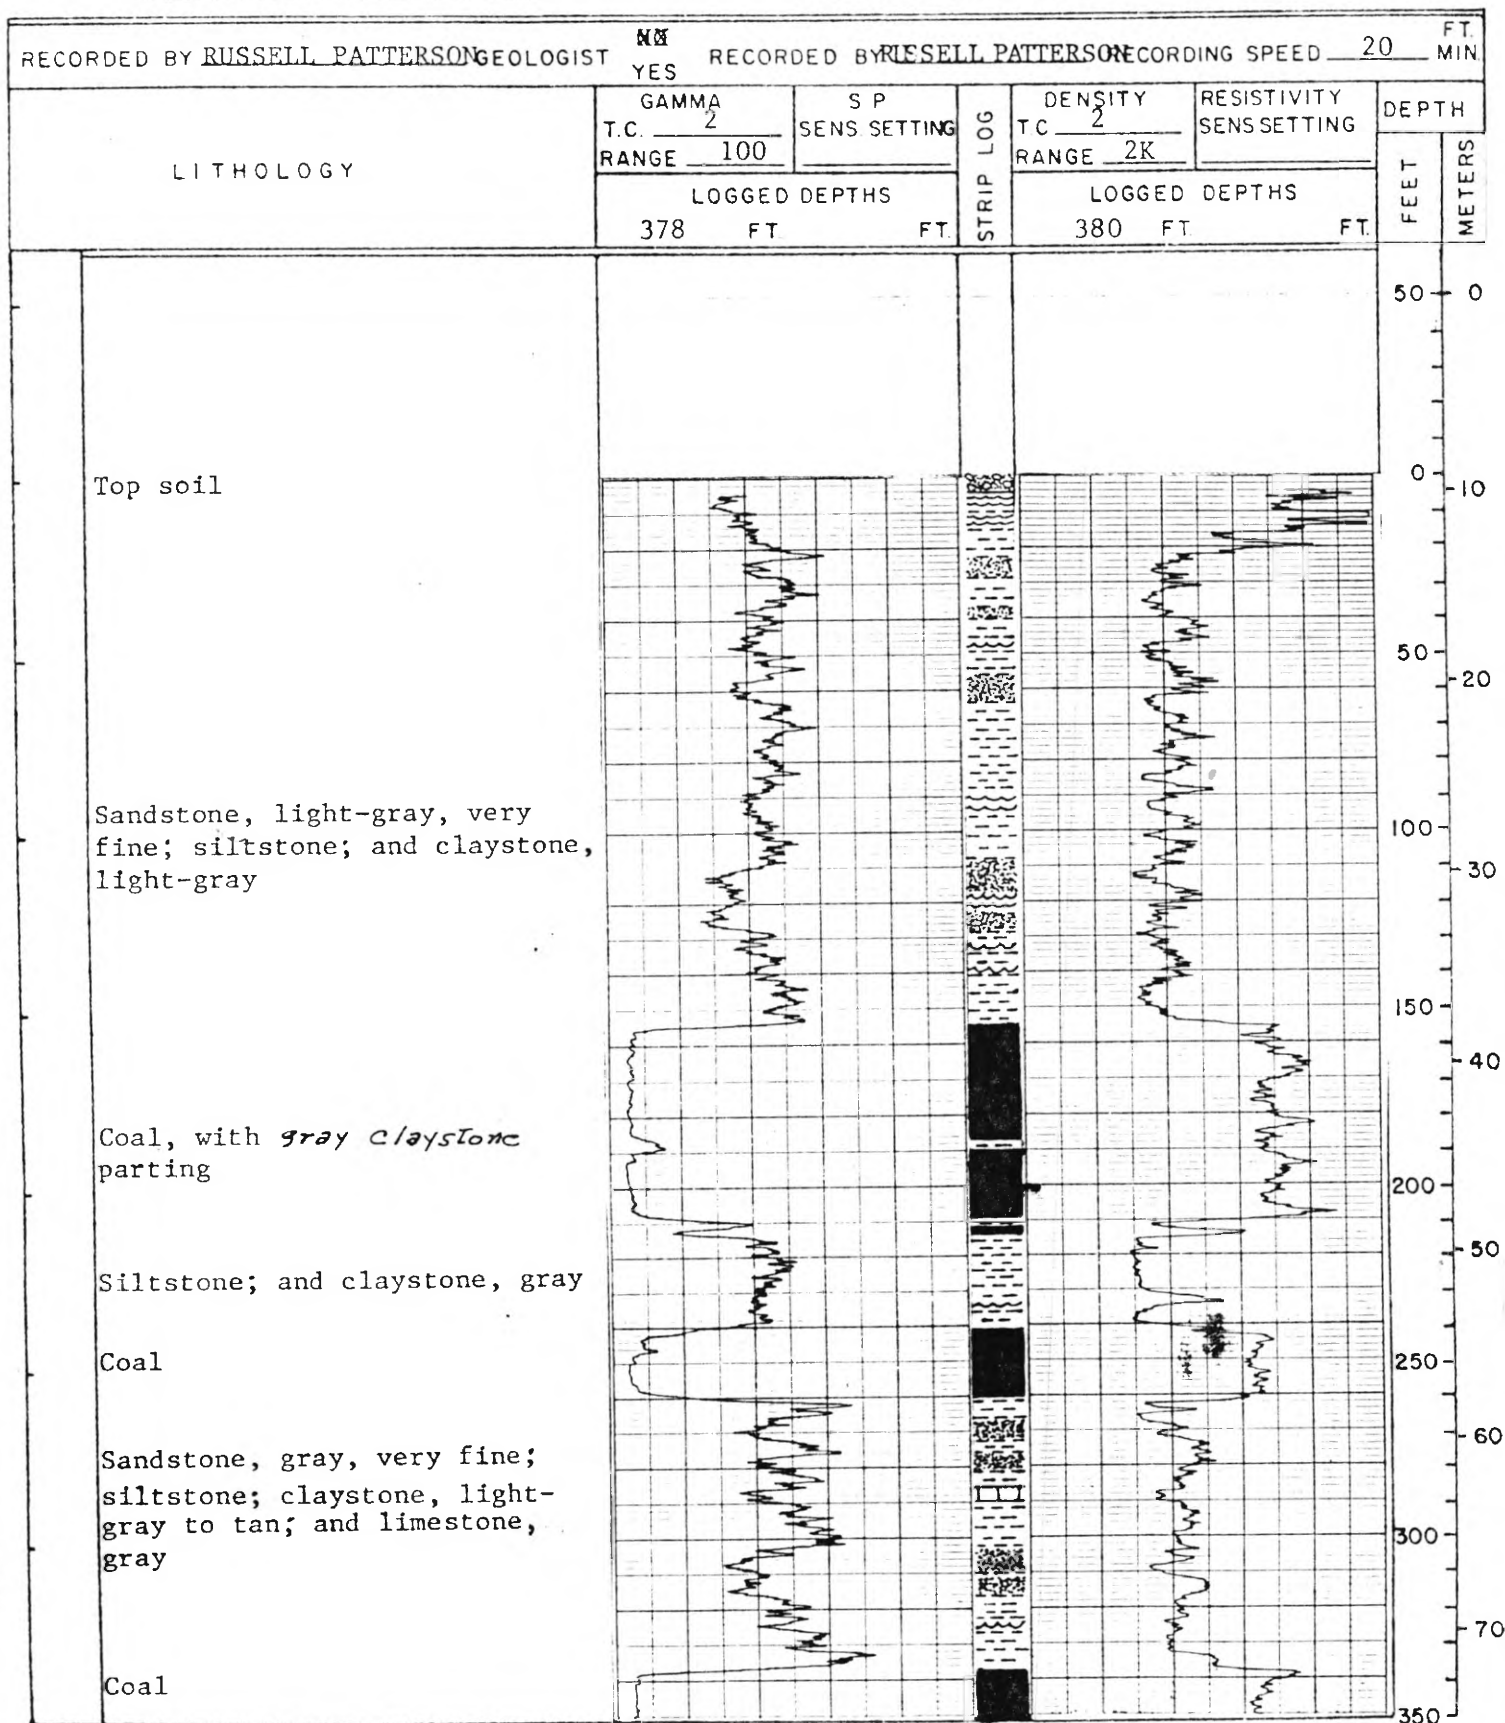 RECORDED BY RUSSELL PATTERSON GEOLOGIST NO YES RECORDED BY RUSSELL PATTERSON RECORDING SPEED 20 FT. MIN.
LITHOLOGY
GAMMA
T.C. 2
RANGE 100
S P
SENS. SETTING
LOGGED DEPTHS
378 FT. FT.
STRIP LOG
DENSITY
T C 2
RANGE 2K
RESISTIVITY
SENS SETTING
LOGGED DEPTHS
380 FT. FT.
DEPTH
FEET
METERS
50 0
Top soil
0
10
50
20
Sandstone, light-gray, very
fine; siltstone; and claystone,
light-gray
100
30
150
40
Coal, with gray claystone
parting
200
50
Siltstone; and claystone, gray
Coal
250
60
Sandstone, gray, very fine;
siltstone; claystone, light-
gray to tan; and limestone,
gray
300
70
Coal
350